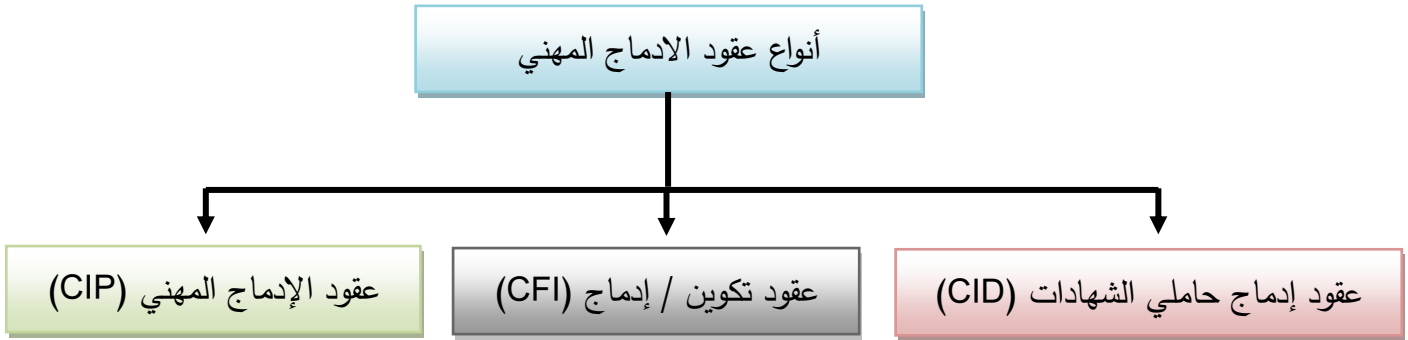 أنواع عقود الادماج المهني
عقود إدماج حاملي الشهادات (CID)
عقود تكوين / إدماج (CFI)
عقود الإدماج المهني (CIP)